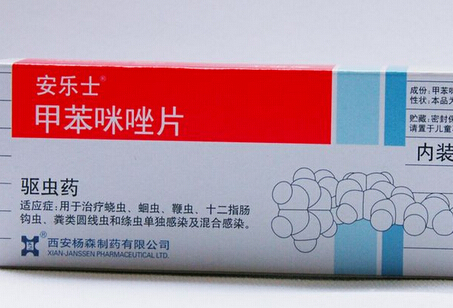 安乐士®
甲苯咪唑片
驱虫药
适应症:用于治疗蛲虫、蛔虫、鞭虫、十二指肠
钩虫、粪类圆线虫和绦虫单独感染及混合感染。
西安杨森制药有限公司
XIAN-JANSSEN PHARMACEUTICAL LTD.
成份:甲苯咪
性状:本品为
贮藏:密封保
请置于儿童
内装